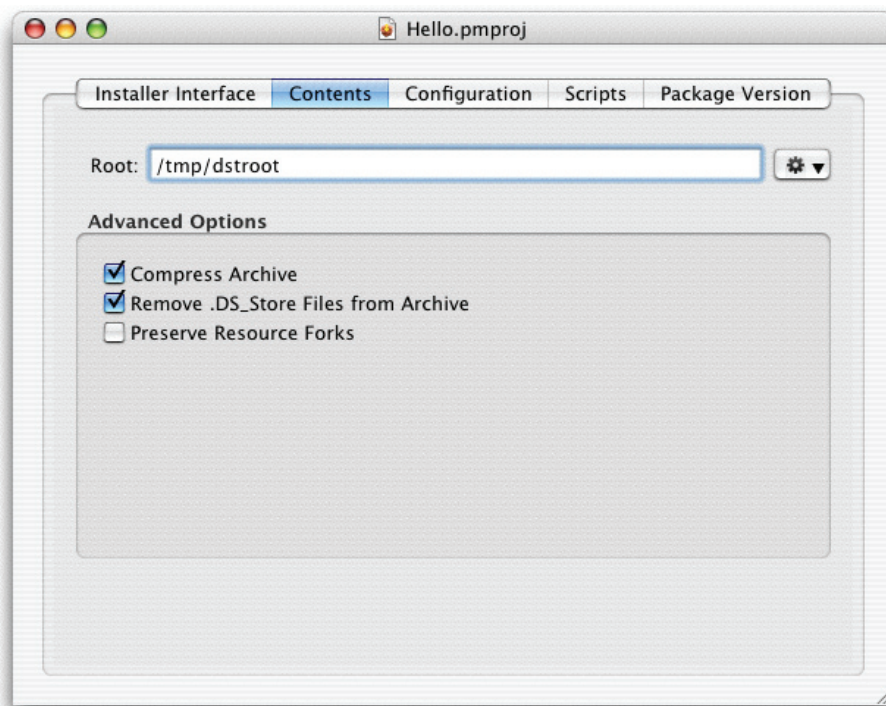 Hello.pmproj
Installer Interface Contents Configuration Scripts Package Version
Root: /tmp/dstroot
Advanced Options
Compress Archive
Remove .DS_Store Files from Archive
Preserve Resource Forks